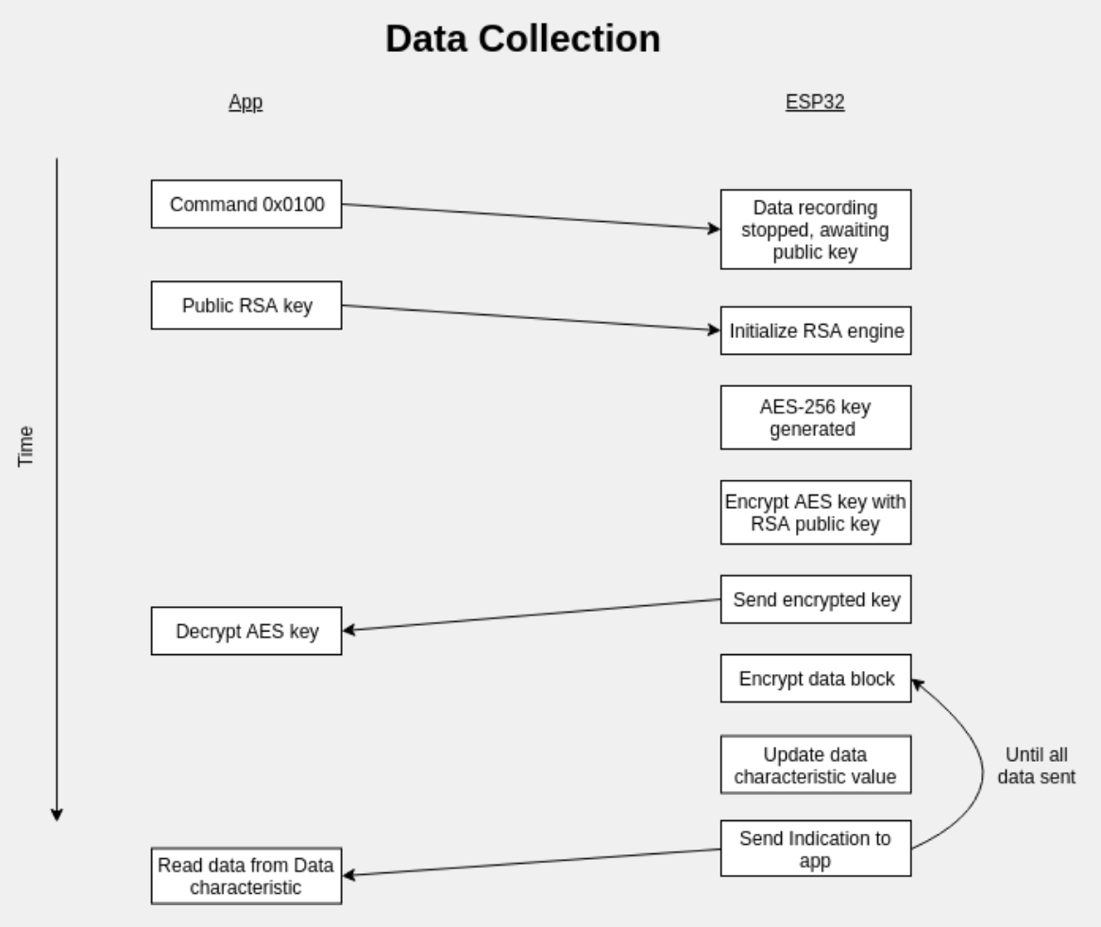 Data Collection
App
ESP32
Command 0x0100
Data recording
stopped, awaiting
public key
Public RSA key
Initialize RSA engine
AES-256 key
generated
Time
Encrypt AES key with
RSA public key
Send encrypted key
Decrypt AES key
Encrypt data block
Update data
characteristic value
Until all
data sent
Send Indication to
app
Read data from Data
characteristic